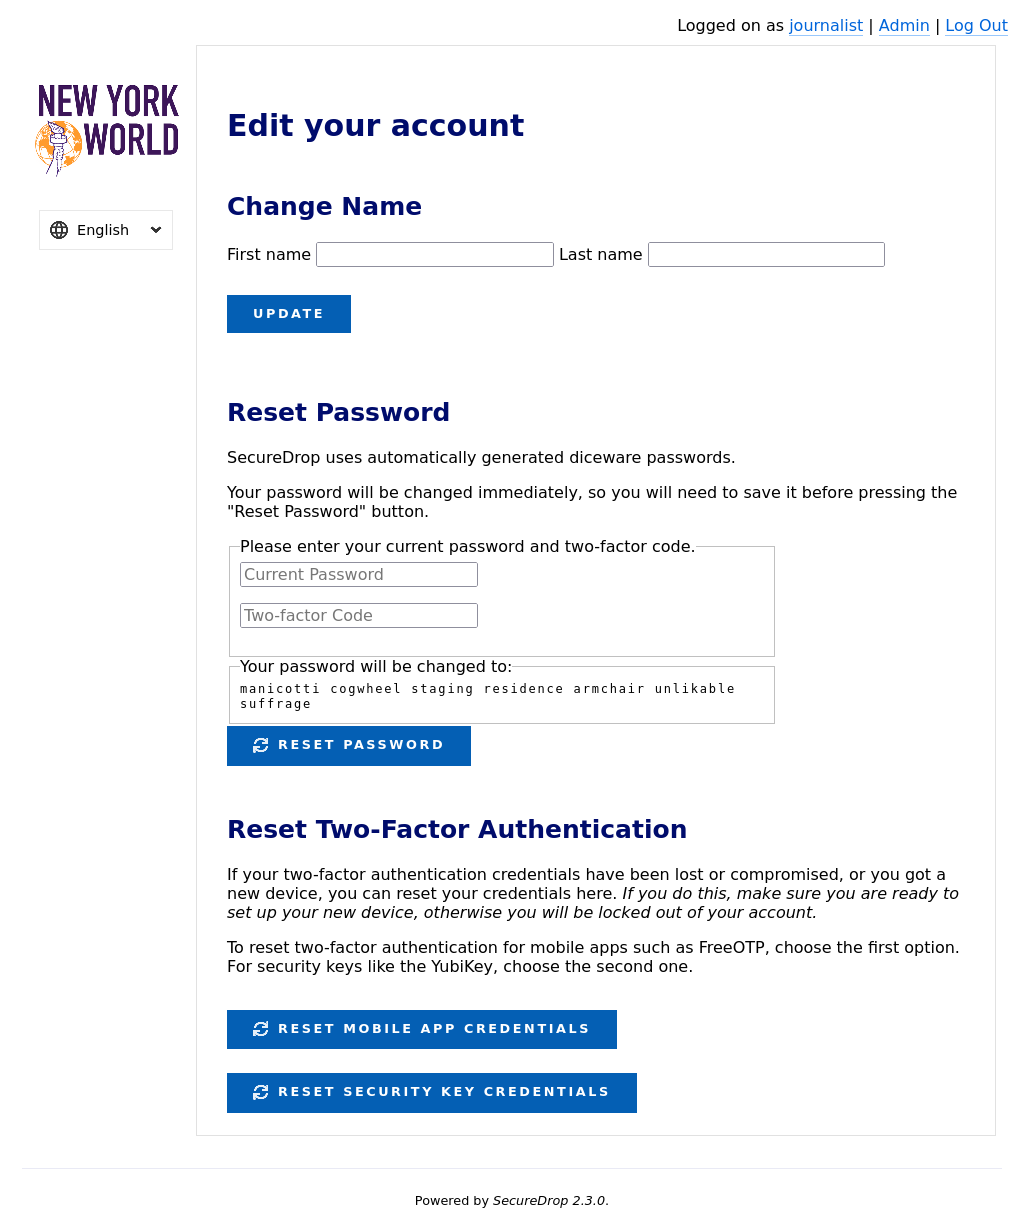 Logged on as journalist | Admin | Log Out
NEW YORK
WORLD
English
Edit your account
Change Name
First name Last name
UPDATE
Reset Password
SecureDrop uses automatically generated diceware passwords.
Your password will be changed immediately, so you will need to save it before pressing the
"Reset Password" button.
Please enter your current password and two-factor code.
Current Password
Two-factor Code
Your password will be changed to:
manicotti cogwheel staging residence armchair unlikable
suffrage
RESET PASSWORD
Reset Two-Factor Authentication
If your two-factor authentication credentials have been lost or compromised, or you got a
new device, you can reset your credentials here. If you do this, make sure you are ready to
set up your new device, otherwise you will be locked out of your account.
To reset two-factor authentication for mobile apps such as FreeOTP, choose the first option.
For security keys like the YubiKey, choose the second one.
RESET MOBILE APP CREDENTIALS
RESET SECURITY KEY CREDENTIALS
Powered by SecureDrop 2.3.0.